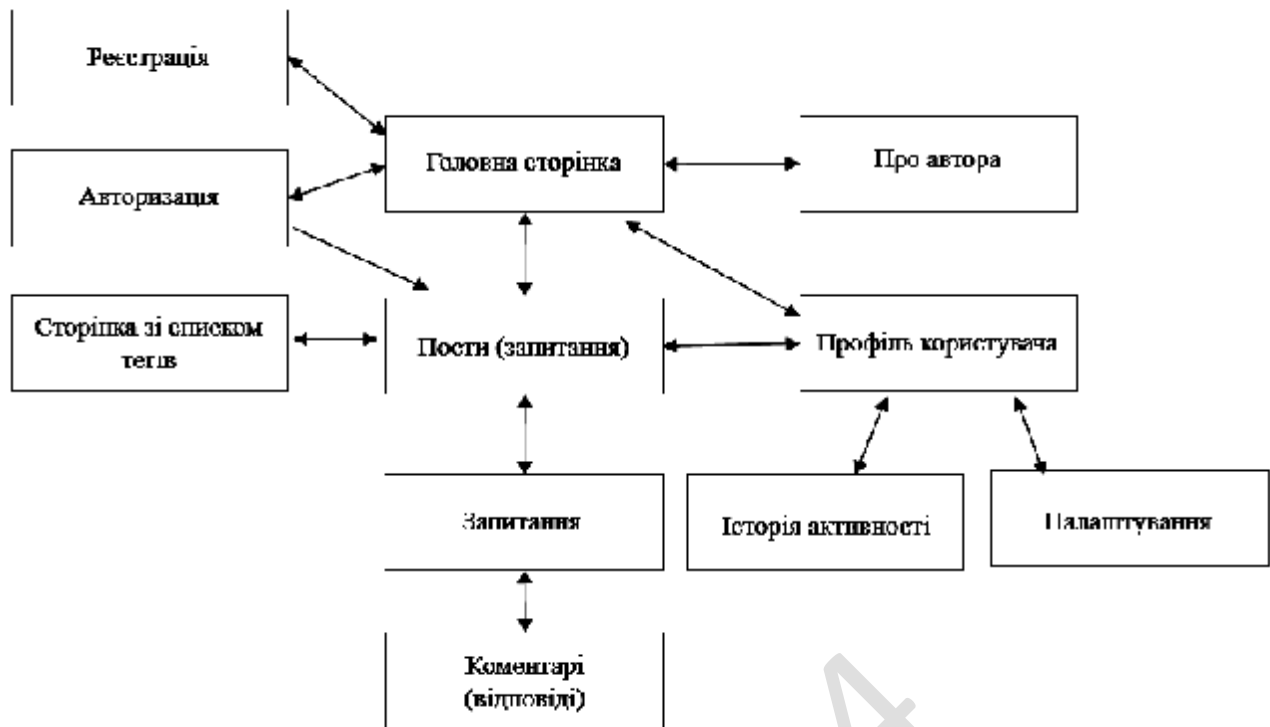 Реєстрація
Головна сторінка
Про автора
Авторизація
Сторінка зі списком
тегів
Пости (запитання)
Профіль користувача
Запитання
Історія активності
Налаштування
Коментарі
(відповіді)
4